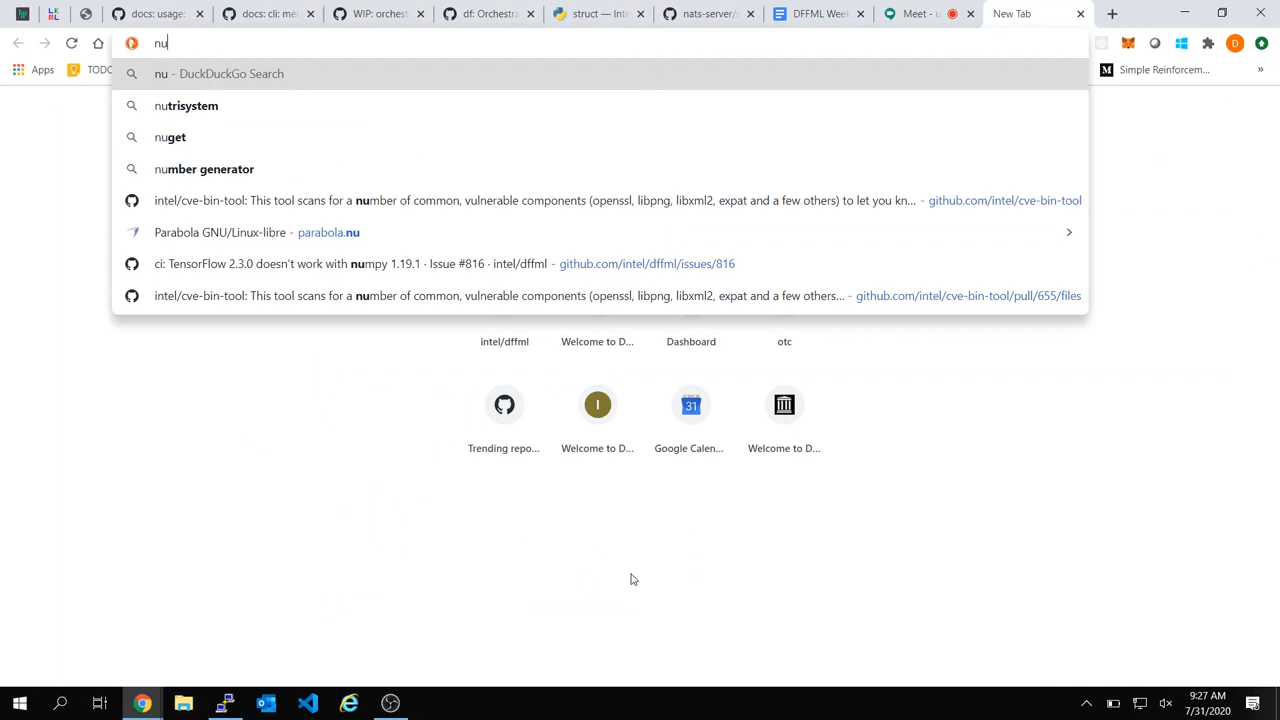 docs: usage:
docs: cli: me
WIP: orchest
df: Orchestra
struct — Inte
nats-server/s
DFFML Week
Meet - u
New Tab
nu
Apps
TODO
Simple Reinforcem...
»
nu - DuckDuckGo Search
nutrisystem
nuget
number generator
intel/cve-bin-tool: This tool scans for a number of common, vulnerable components (openssl, libpng, libxml2, expat and a few others) to let you kn... - github.com/intel/cve-bin-tool
Parabola GNU/Linux-libre - parabola.nu
ci: TensorFlow 2.3.0 doesn't work with numpy 1.19.1 · Issue #816 · intel/dffml - github.com/intel/dffml/issues/816
intel/cve-bin-tool: This tool scans for a number of common, vulnerable components (openssl, libpng, libxml2, expat and a few others... - github.com/intel/cve-bin-tool/pull/655/files
intel/dffml
Welcome to D...
Dashboard
otc
I
31
Trending repo...
Welcome to D...
Google Calen...
Welcome to D...
9:27 AM
7/31/2020